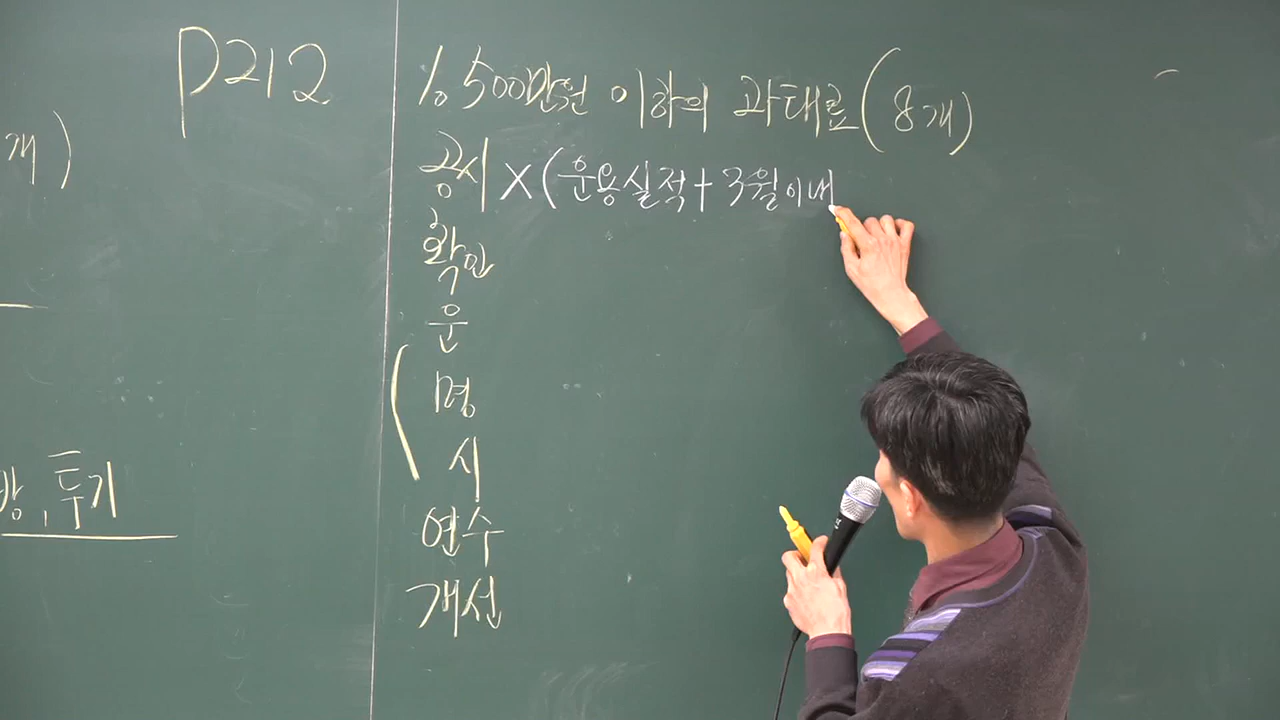 P212
개)
방, 투기
1. 500만원 이하의 과태료(8개)
공시 X (운용실적 + 3월이내
확인
운
명
시
연수
개선